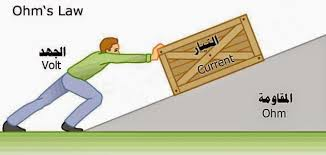 Ohm's Law
الجهد
Volt
التيار
Current
المقاومة
Ohm